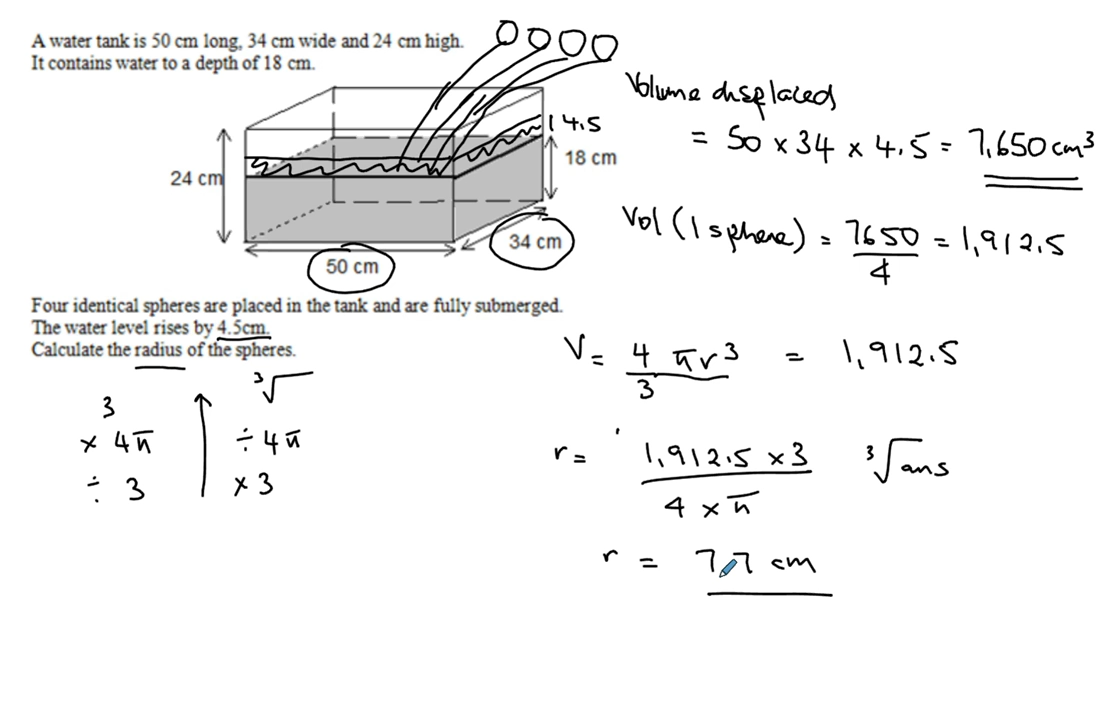 A water tank is 50 cm long, 34 cm wide and 24 cm high.
It contains water to a depth of 18 cm.
24 cm
4.5
18 cm
34 cm
50 cm
Four identical spheres are placed in the tank and are fully submerged.
The water level rises by 4.5cm.
Calculate the radius of the spheres.
3
× 4π
÷ 3
³√
÷ 4π
× 3
Volume displaced
= 50 × 34 × 4.5 = 7,650 cm³
Vol (1 sphere) = 7650/4 = 1,912.5
V = 4/3 πr³ = 1,912.5
r = 1,912.5 × 3 / 4 × π ³√ans
r = 7.7 cm